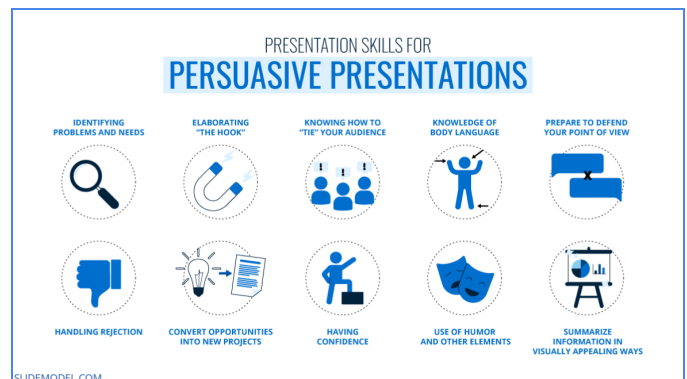 PRESENTATION SKILLS FOR
PERSUASIVE PRESENTATIONS
IDENTIFYING
PROBLEMS AND NEEDS
ELABORATING
“THE HOOK”
KNOWING HOW TO
“TIE” YOUR AUDIENCE
KNOWLEDGE OF
BODY LANGUAGE
PREPARE TO DEFEND
YOUR POINT OF VIEW
! ! !
X
HANDLING REJECTION
CONVERT OPPORTUNITIES
INTO NEW PROJECTS
HAVING
CONFIDENCE
USE OF HUMOR
AND OTHER ELEMENTS
SUMMARIZE
INFORMATION IN
VISUALLY APPEALING WAYS
SLIDEMODEL.COM